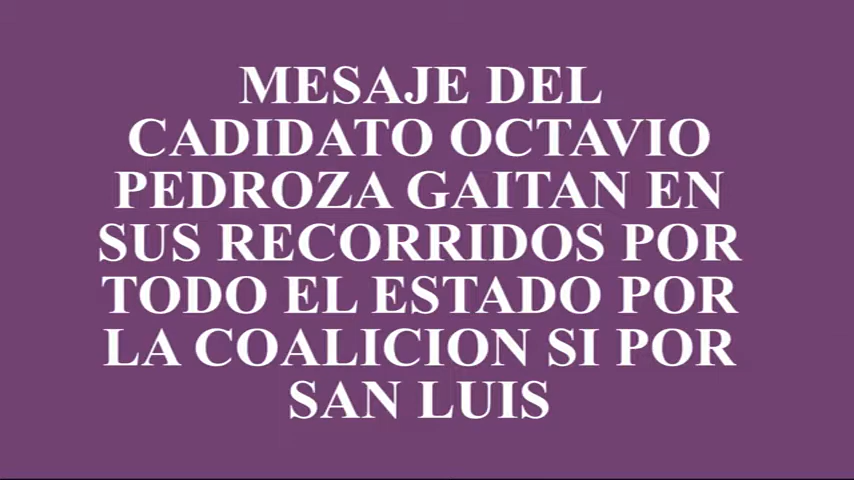 MESAJE DEL
CADIDATO OCTAVIO
PEDROZA GAITAN EN
SUS RECORRIDOS POR
TODO EL ESTADO POR
LA COALICION SI POR
SAN LUIS